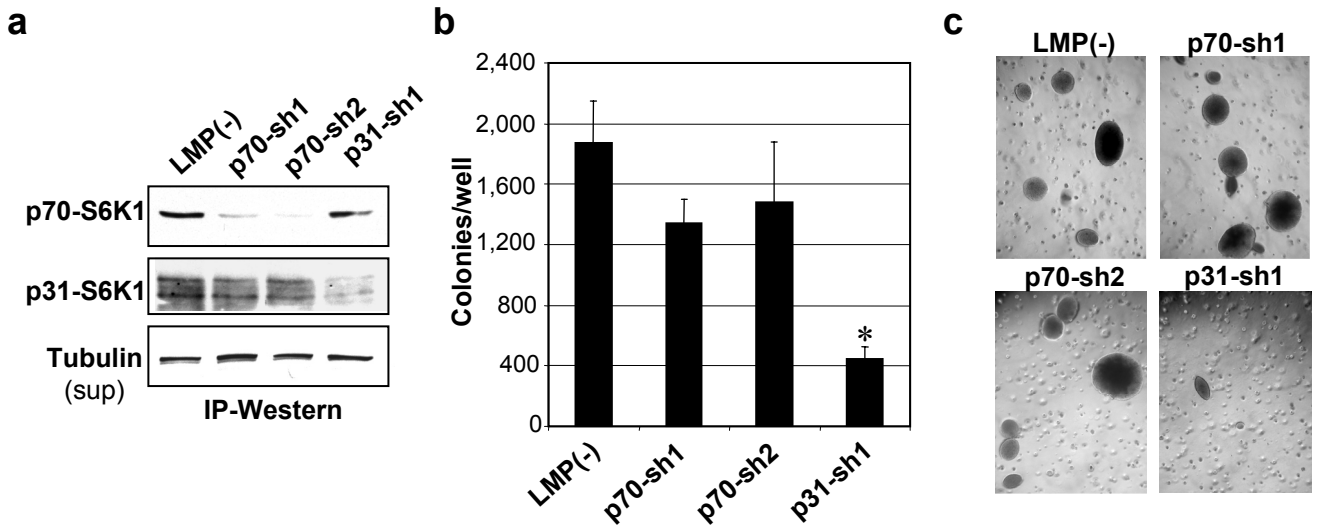 a
LMP(-)
p70-sh1
p70-sh2
p31-sh1
p70-S6K1
p31-S6K1
Tubulin
(sup)
IP-Western
b
Colonies/well
2,400
2,000
1,600
1,200
800
400
0
*
LMP(-)
p70-sh1
p70-sh2
p31-sh1
c
LMP(-)
p70-sh1
p70-sh2
p31-sh1